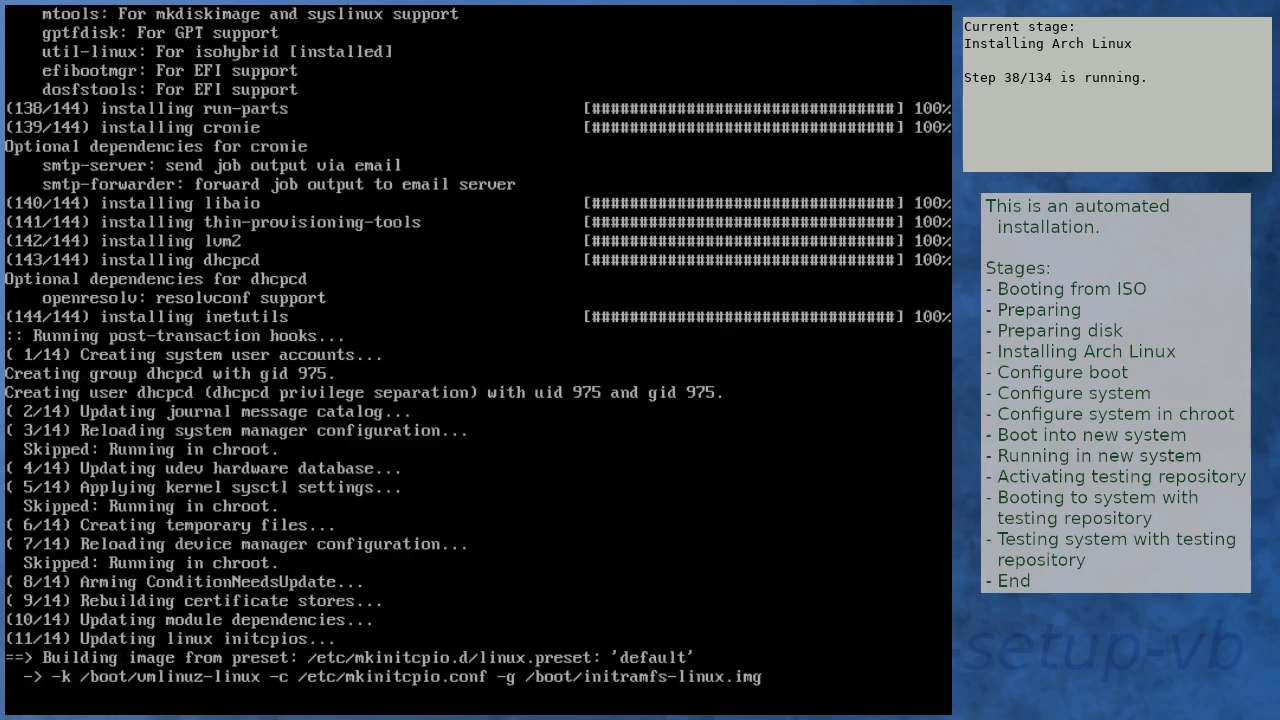 mtools: For mkdiskimage and syslinux support
    gptfdisk: For GPT support
    util-linux: For isohybrid [installed]
    efibootmgr: For EFI support
    dosfstools: For EFI support
(138/144) installing run-parts [################################] 100%
(139/144) installing cronie [################################] 100%
Optional dependencies for cronie
    smtp-server: send job output via email
    smtp-forwarder: forward job output to email server
(140/144) installing libaio [################################] 100%
(141/144) installing thin-provisioning-tools [################################] 100%
(142/144) installing lvm2 [################################] 100%
(143/144) installing dhcpcd [################################] 100%
Optional dependencies for dhcpcd
    openresolv: resolvconf support
(144/144) installing inetutils [################################] 100%
:: Running post-transaction hooks...
( 1/14) Creating system user accounts...
Creating group dhcpcd with gid 975.
Creating user dhcpcd (dhcpcd privilege separation) with uid 975 and gid 975.
( 2/14) Updating journal message catalog...
( 3/14) Reloading system manager configuration...
  Skipped: Running in chroot.
( 4/14) Updating udev hardware database...
( 5/14) Applying kernel sysctl settings...
  Skipped: Running in chroot.
( 6/14) Creating temporary files...
( 7/14) Reloading device manager configuration...
  Skipped: Running in chroot.
( 8/14) Arming ConditionNeedsUpdate...
( 9/14) Rebuilding certificate stores...
(10/14) Updating module dependencies...
(11/14) Updating linux initcpios...
==> Building image from preset: /etc/mkinitcpio.d/linux.preset: 'default'
  -> -k /boot/vmlinuz-linux -c /etc/mkinitcpio.conf -g /boot/initramfs-linux.img
Current stage:
Installing Arch Linux
Step 38/134 is running.
This is an automated
installation.
Stages:
- Booting from ISO
- Preparing
- Preparing disk
- Installing Arch Linux
- Configure boot
- Configure system
- Configure system in chroot
- Boot into new system
- Running in new system
- Activating testing repository
- Booting to system with
testing repository
- Testing system with testing
repository
- End
setup-vb